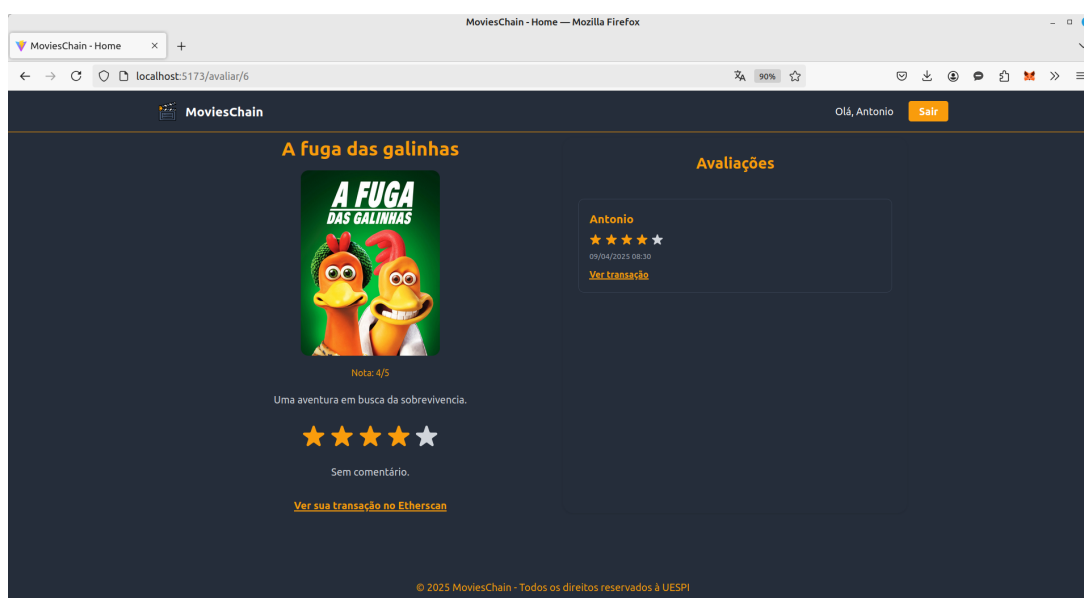 MoviesChain - Home — Mozilla Firefox
MoviesChain - Home
localhost:5173/avaliar/6
90%
MoviesChain
Olá, Antonio
Sair
A fuga das galinhas
A FUGA
DAS GALINHAS
Nota: 4/5
Uma aventura em busca da sobrevivencia.
Sem comentário.
Ver sua transação no Etherscan
Avaliações
Antonio
09/04/2025 08:30
Ver transação
© 2025 MoviesChain - Todos os direitos reservados à UESPI